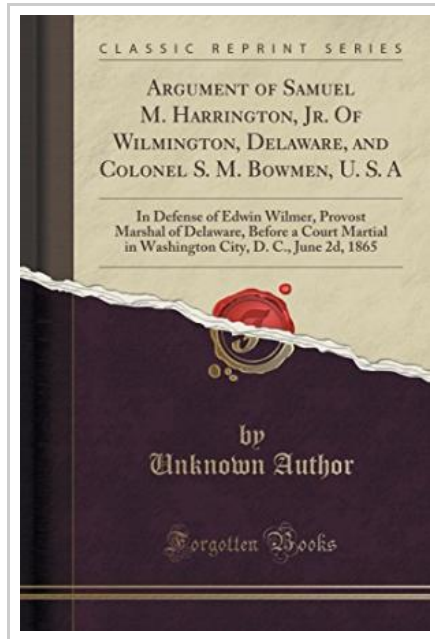 CLASSIC REPRINT SERIES
ARGUMENT OF SAMUEL
M. HARRINGTON, JR. OF
WILMINGTON, DELAWARE, AND
COLONEL S. M. BOWMEN, U. S. A
In Defense of Edwin Wilmer, Provost
Marshal of Delaware, Before a Court Martial
in Washington City, D. C., June 2d, 1865
by
Unknown Author
Forgotten Books